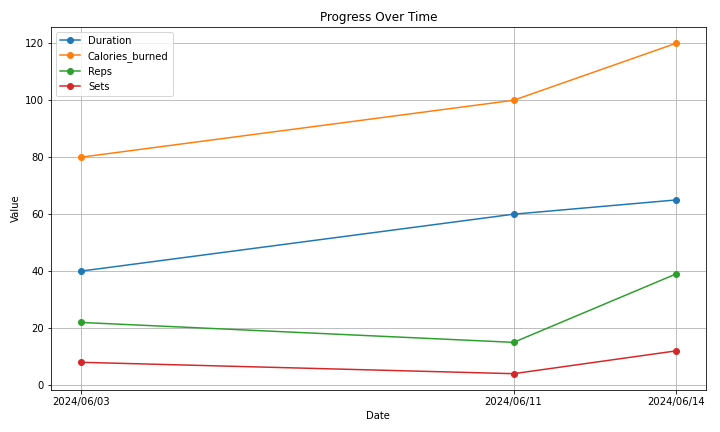 Progress Over Time
Duration
Calories_burned
Reps
Sets
120
100
80
60
40
20
0
Value
2024/06/03 2024/06/11 2024/06/14
Date